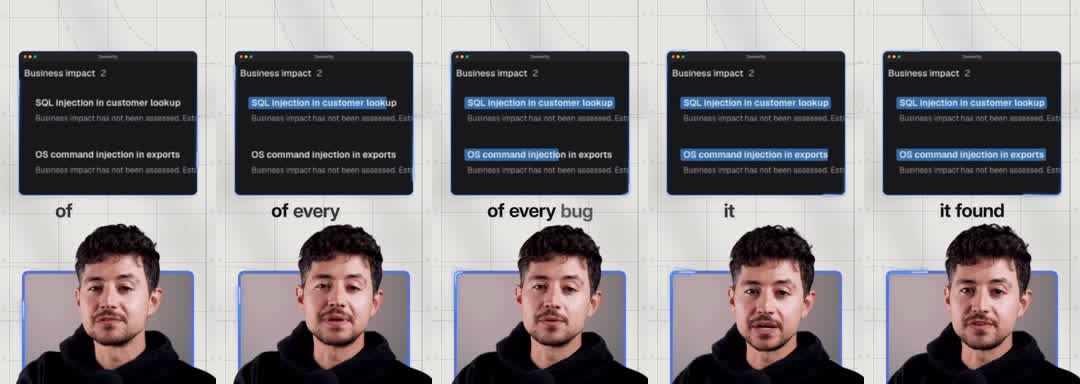 Business impact 2
SQL injection in customer lookup
Business impact has not been assessed.
OS command injection in exports
Business impact has not been assessed.
of
Business impact 2
SQL injection in customer lookup
Business impact has not been assessed.
OS command injection in exports
Business impact has not been assessed.
of every
Business impact 2
SQL injection in customer lookup
Business impact has not been assessed.
OS command injection in exports
Business impact has not been assessed.
of every bug
Business impact 2
SQL injection in customer lookup
Business impact has not been assessed.
OS command injection in exports
Business impact has not been assessed.
it
Business impact 2
SQL injection in customer lookup
Business impact has not been assessed.
OS command injection in exports
Business impact has not been assessed.
it found